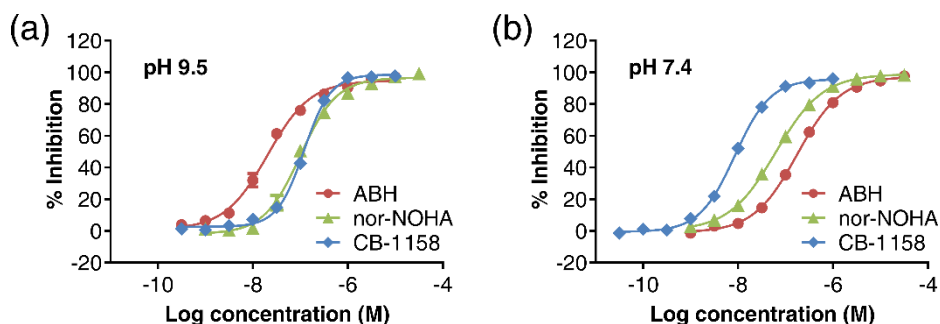 (a)
pH 9.5
% Inhibition
120
100
80
60
40
20
0
-20
ABH
nor-NOHA
CB-1158
-10
-8
-6
-4
Log concentration (M)
(b)
pH 7.4
% Inhibition
120
100
80
60
40
20
0
-20
ABH
nor-NOHA
CB-1158
-10
-8
-6
-4
Log concentration (M)